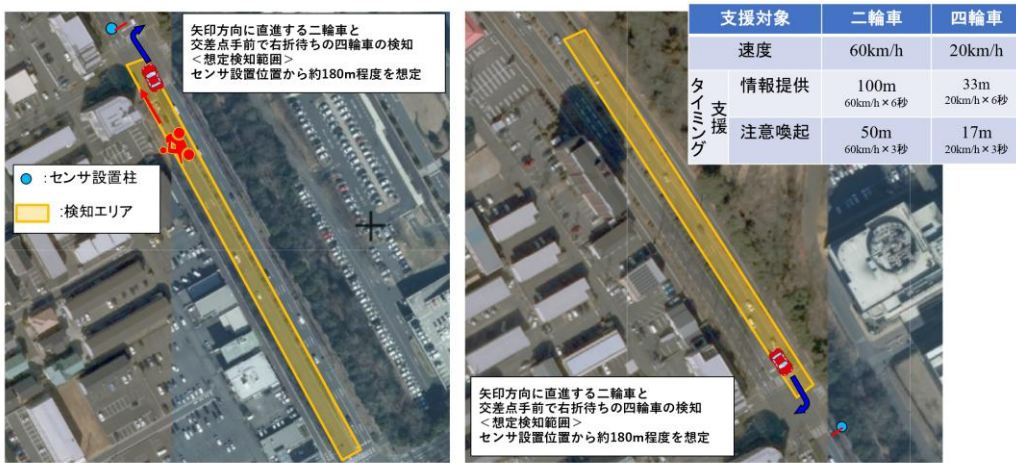 矢印方向に直進する二輪車と
交差点手前で右折待ちの四輪車の検知
＜想定検知範囲＞
センサ設置位置から約180m程度を想定
：センサ設置柱
：検知エリア
支援対象 二輪車 四輪車
速度 60km/h 20km/h
支援タイミング
情報提供 100m 33m
60km/h×6秒 20km/h×6秒
注意喚起 50m 17m
60km/h×3秒 20km/h×3秒
矢印方向に直進する二輪車と
交差点手前で右折待ちの四輪車の検知
＜想定検知範囲＞
センサ設置位置から約180m程度を想定